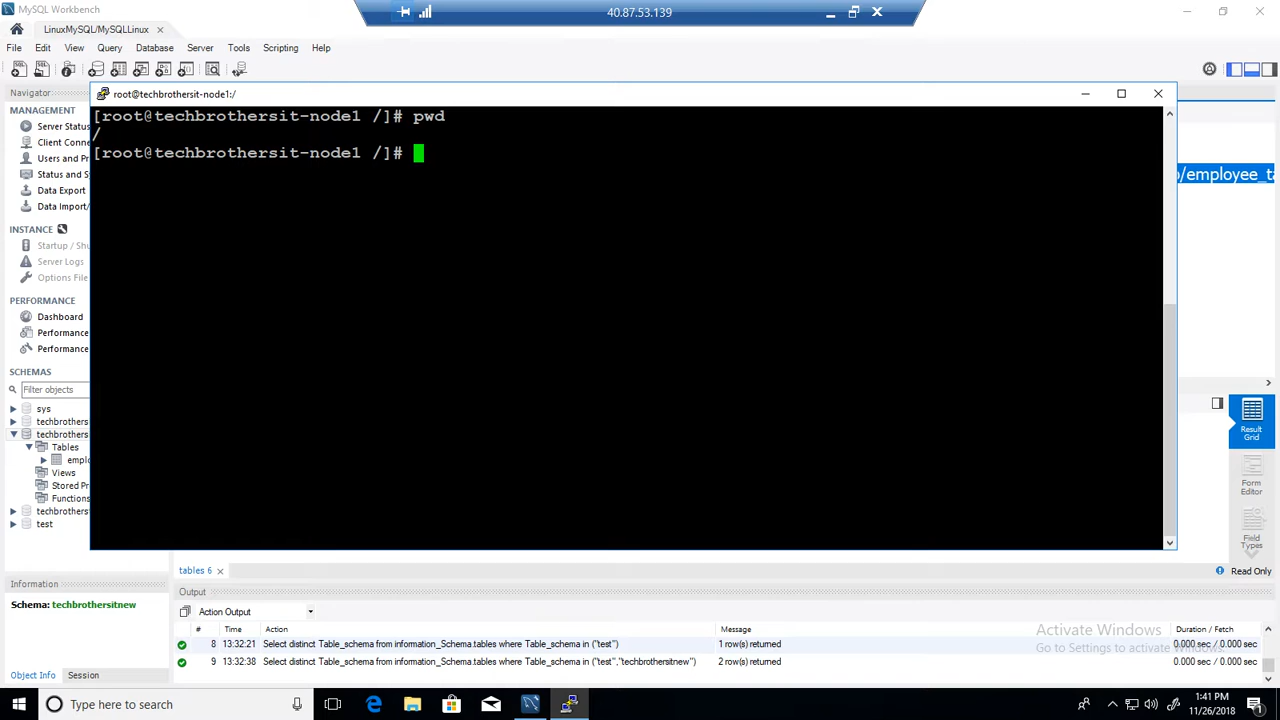 MySQL Workbench
40.87.53.139
LinuxMySQL/MySQLLinux
File Edit View Query Database Server Tools Scripting Help
Navigator
root@techbrothersit-node1:/
MANAGEMENT
[root@techbrothersit-node1 /]# pwd
/
[root@techbrothersit-node1 /]#
Server Status
Client Conne
Users and Pr
Status and Sy
Data Export
Data Import/
/employee_ta
INSTANCE
Startup / Shu
Server Logs
Options File
PERFORMANCE
Dashboard
Performance
Performance
SCHEMAS
Filter objects
sys
techbrothers
techbrothers
Tables
emplo
Views
Stored Pr
Functions
techbrothers
test
Result
Grid
Form
Editor
Field
Types
tables 6
Read Only
Information
Schema: techbrothersitnew
Output
Action Output
# Time Action Message Duration / Fetch
8 13:32:21 Select distinct Table_schema from information_Schema.tables where Table_schema in ("test") 1 row(s) returned 0.000 sec / 0.000 sec
9 13:32:38 Select distinct Table_schema from information_Schema.tables where Table_schema in ("test","techbrothersitnew") 2 row(s) returned 0.000 sec / 0.000 sec
Activate Windows
Go to Settings to activate Windows.
Object Info Session
Type here to search
1:41 PM
11/26/2018
1